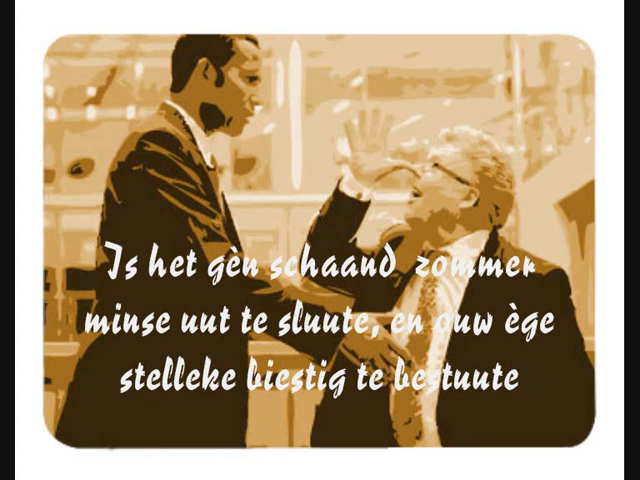 Is het gèn schaand zommer
minse uut te sluute, en ouw ège
stelleke biestig te bestuute